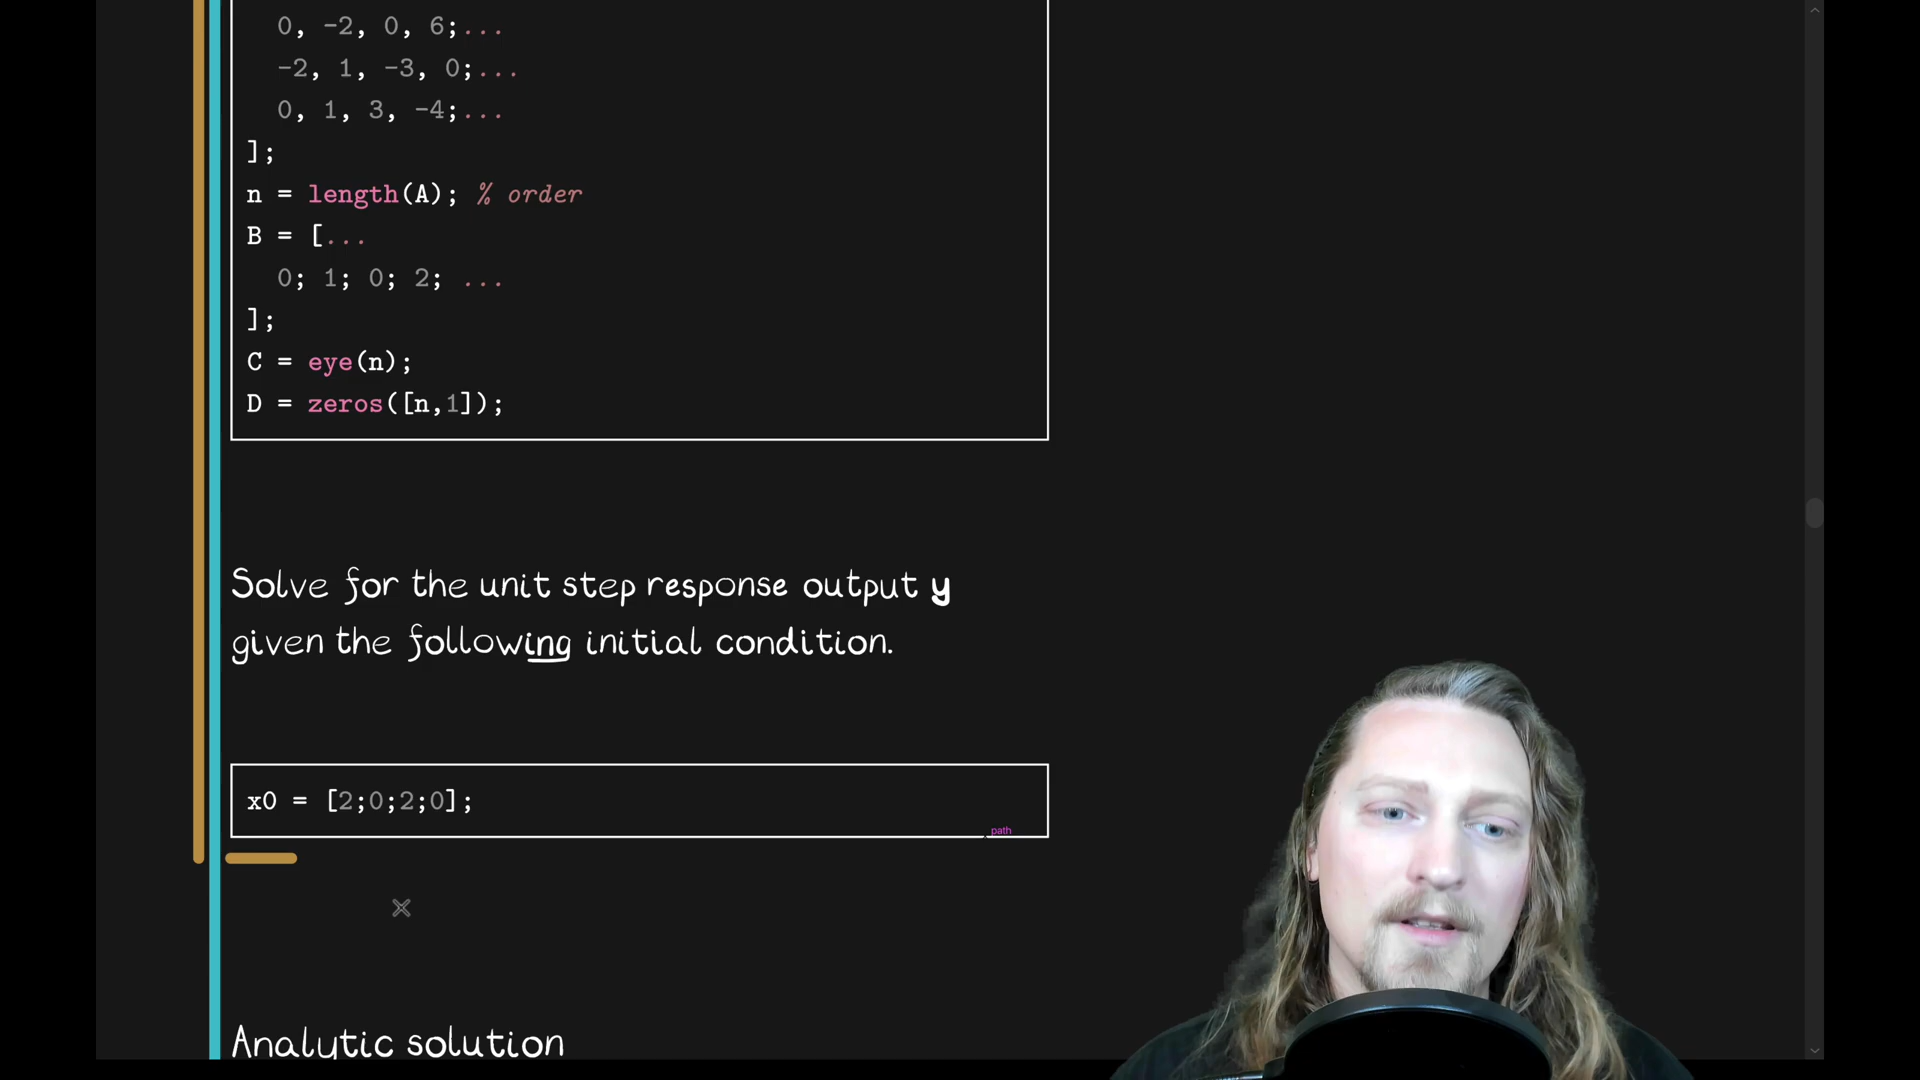 0, -2, 0, 6;...
-2, 1, -3, 0;...
0, 1, 3, -4;...
];
n = length(A); % order
B = [...
0; 1; 0; 2; ...
];
C = eye(n);
D = zeros([n,1]);
Solve for the unit step response output y
given the following initial condition.
x0 = [2;0;2;0];
path
Analytic solution